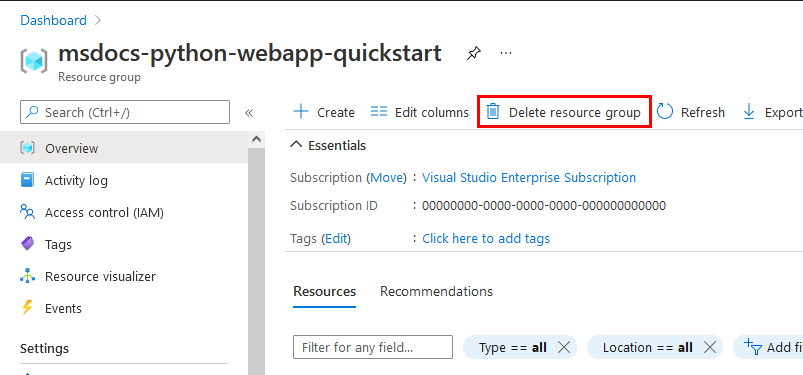 Dashboard
msdocs-python-webapp-quickstart
Resource group
Search (Ctrl+/)
Create Edit columns Delete resource group Refresh Export
Overview
Activity log
Access control (IAM)
Tags
Resource visualizer
Events
Settings
Essentials
Subscription (Move) : Visual Studio Enterprise Subscription
Subscription ID : 00000000-0000-0000-0000-000000000000
Tags (Edit) : Click here to add tags
Resources Recommendations
Filter for any field... Type == all Location == all Add fi